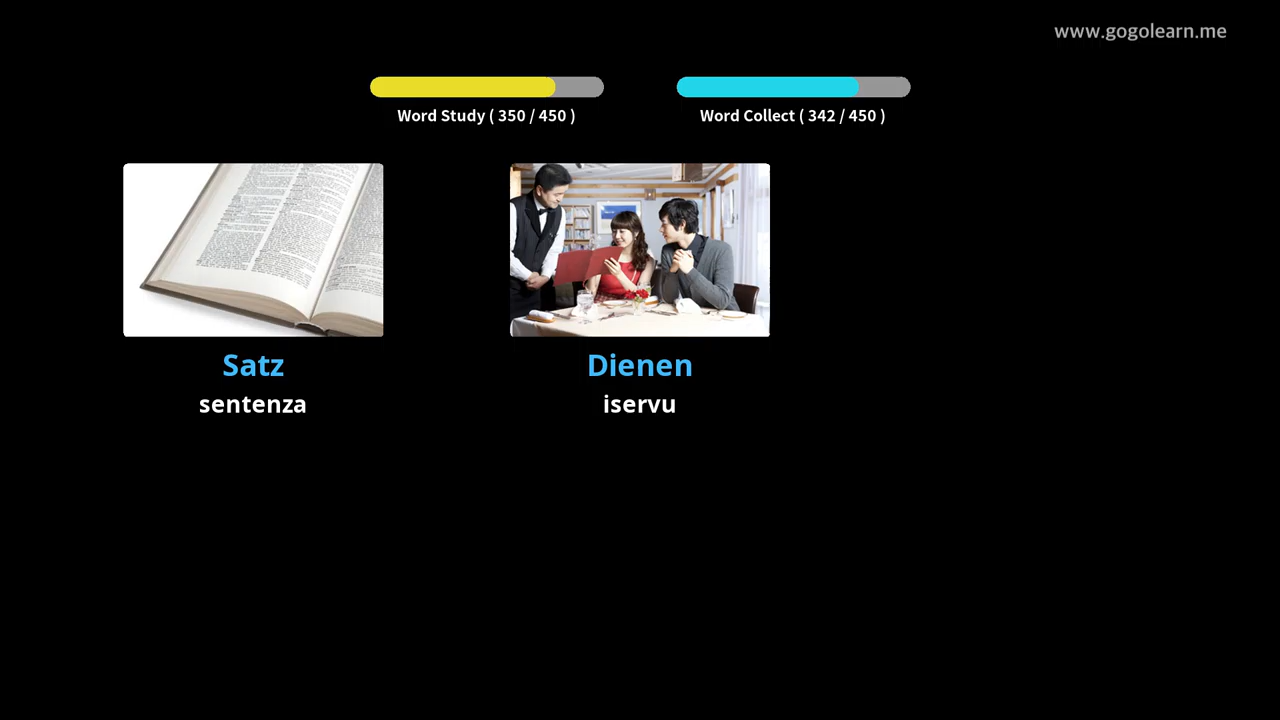 www.gogolearn.me
Word Study ( 350 / 450 )
Word Collect ( 342 / 450 )
Satz
sentenza
Dienen
iservu